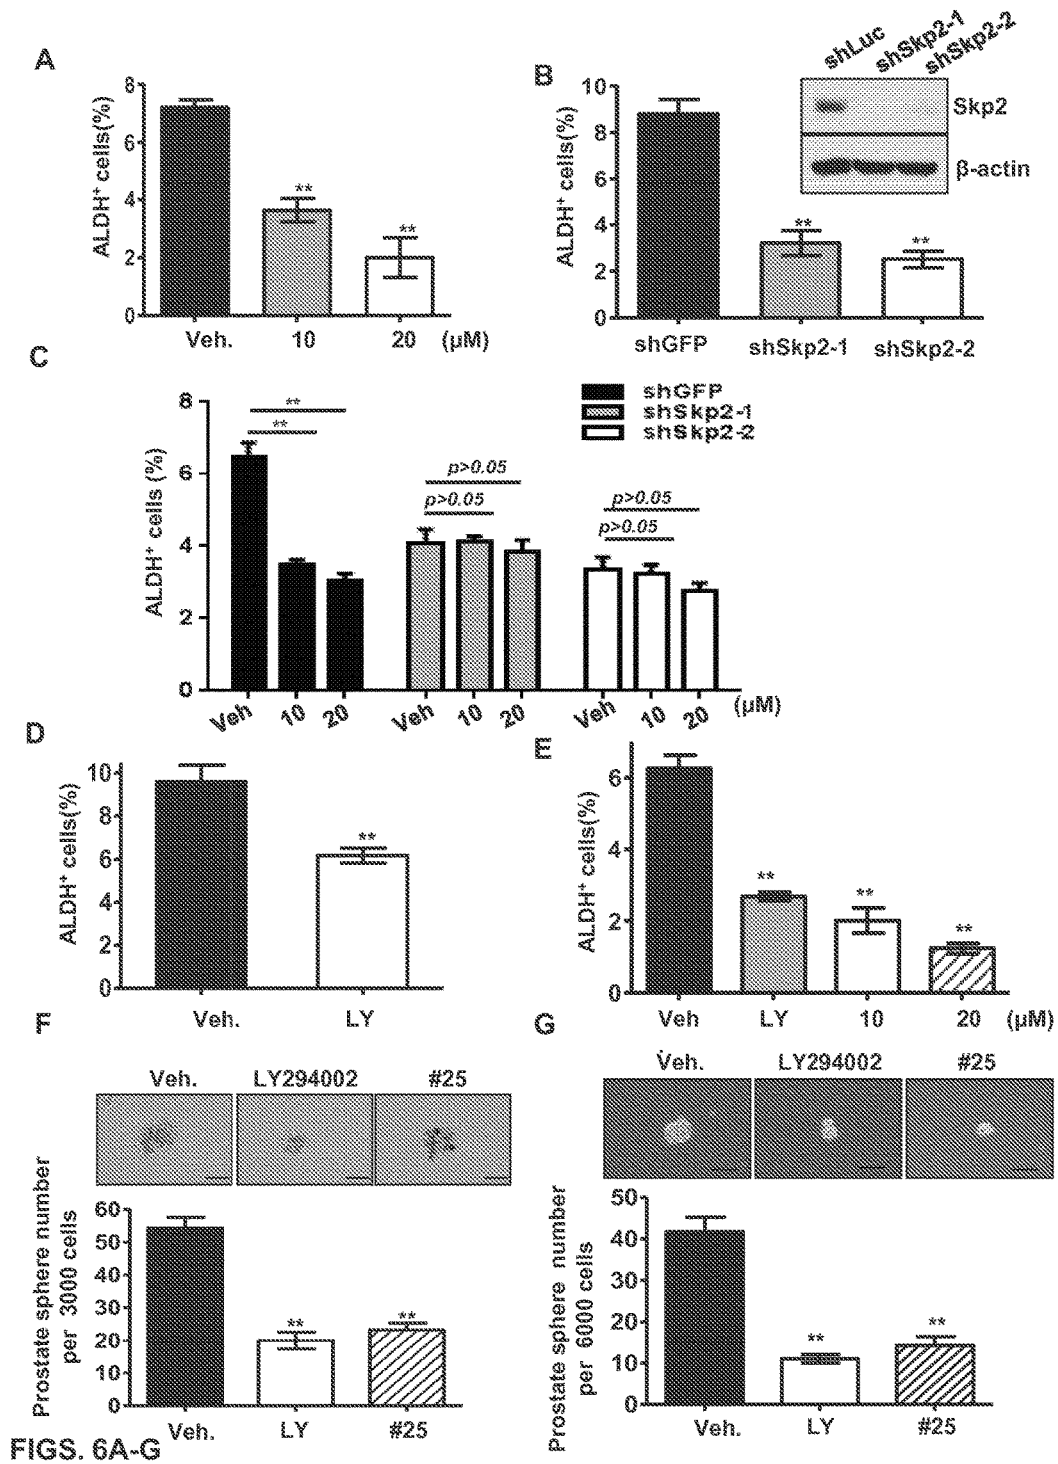 A
ALDH+ cells(%)
8
6
4
2
0
**
**
Veh.
10
20
(µM)
B
ALDH+ cells(%)
10
8
6
4
2
0
**
**
shGFP
shSkp2-1
shSkp2-2
shLuc
shSkp2-1
shSkp2-2
Skp2
β-actin
C
shGFP
shSkp2-1
shSkp2-2
ALDH+ cells (%)
8
6
4
2
0
**
**
p>0.05
p>0.05
p>0.05
p>0.05
Veh
10
20
Veh
10
20
Veh
10
20
(µM)
D
ALDH+ cells(%)
10
8
6
4
2
0
**
Veh.
LY
E
ALDH+ cells(%)
6
4
2
0
**
**
**
Veh
LY
10
20
(µM)
F
Veh.
LY294002
#25
Prostate sphere number
per 3000 cells
60
50
40
30
20
10
0
**
**
Veh.
LY
#25
G
Veh.
LY294002
#25
Prostate sphere number
per 6000 cells
50
40
30
20
10
0
**
**
Veh.
LY
#25
FIGS. 6A-G